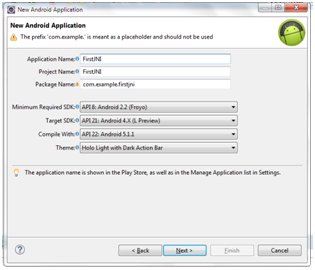 New Android Application
New Android Application
The prefix 'com.example.' is meant as a placeholder and should not be used
Application Name: FirstJNI
Project Name: FirstJNI
Package Name: com.example.firstjni
Minimum Required SDK: API 8: Android 2.2 (Froyo)
Target SDK: API 21: Android 4.X (L Preview)
Compile With: API 22: Android 5.1.1
Theme: Holo Light with Dark Action Bar
The application name is shown in the Play Store, as well as in the Manage Application list in Settings.
? < Back Next > Finish Cancel